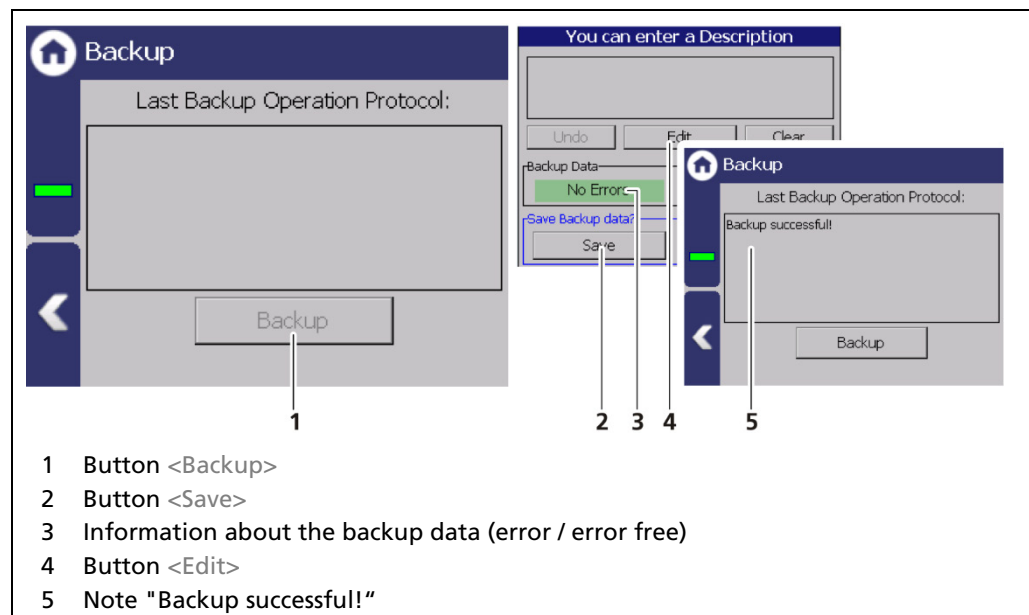 Backup
Last Backup Operation Protocol:
Backup
1
You can enter a Description
Undo Edit Clear
Backup Data
No Errors
Save Backup data?
Save
Backup
Last Backup Operation Protocol:
Backup successful!
Backup
2 3 4 5
1 Button <Backup>
2 Button <Save>
3 Information about the backup data (error / error free)
4 Button <Edit>
5 Note "Backup successful!“